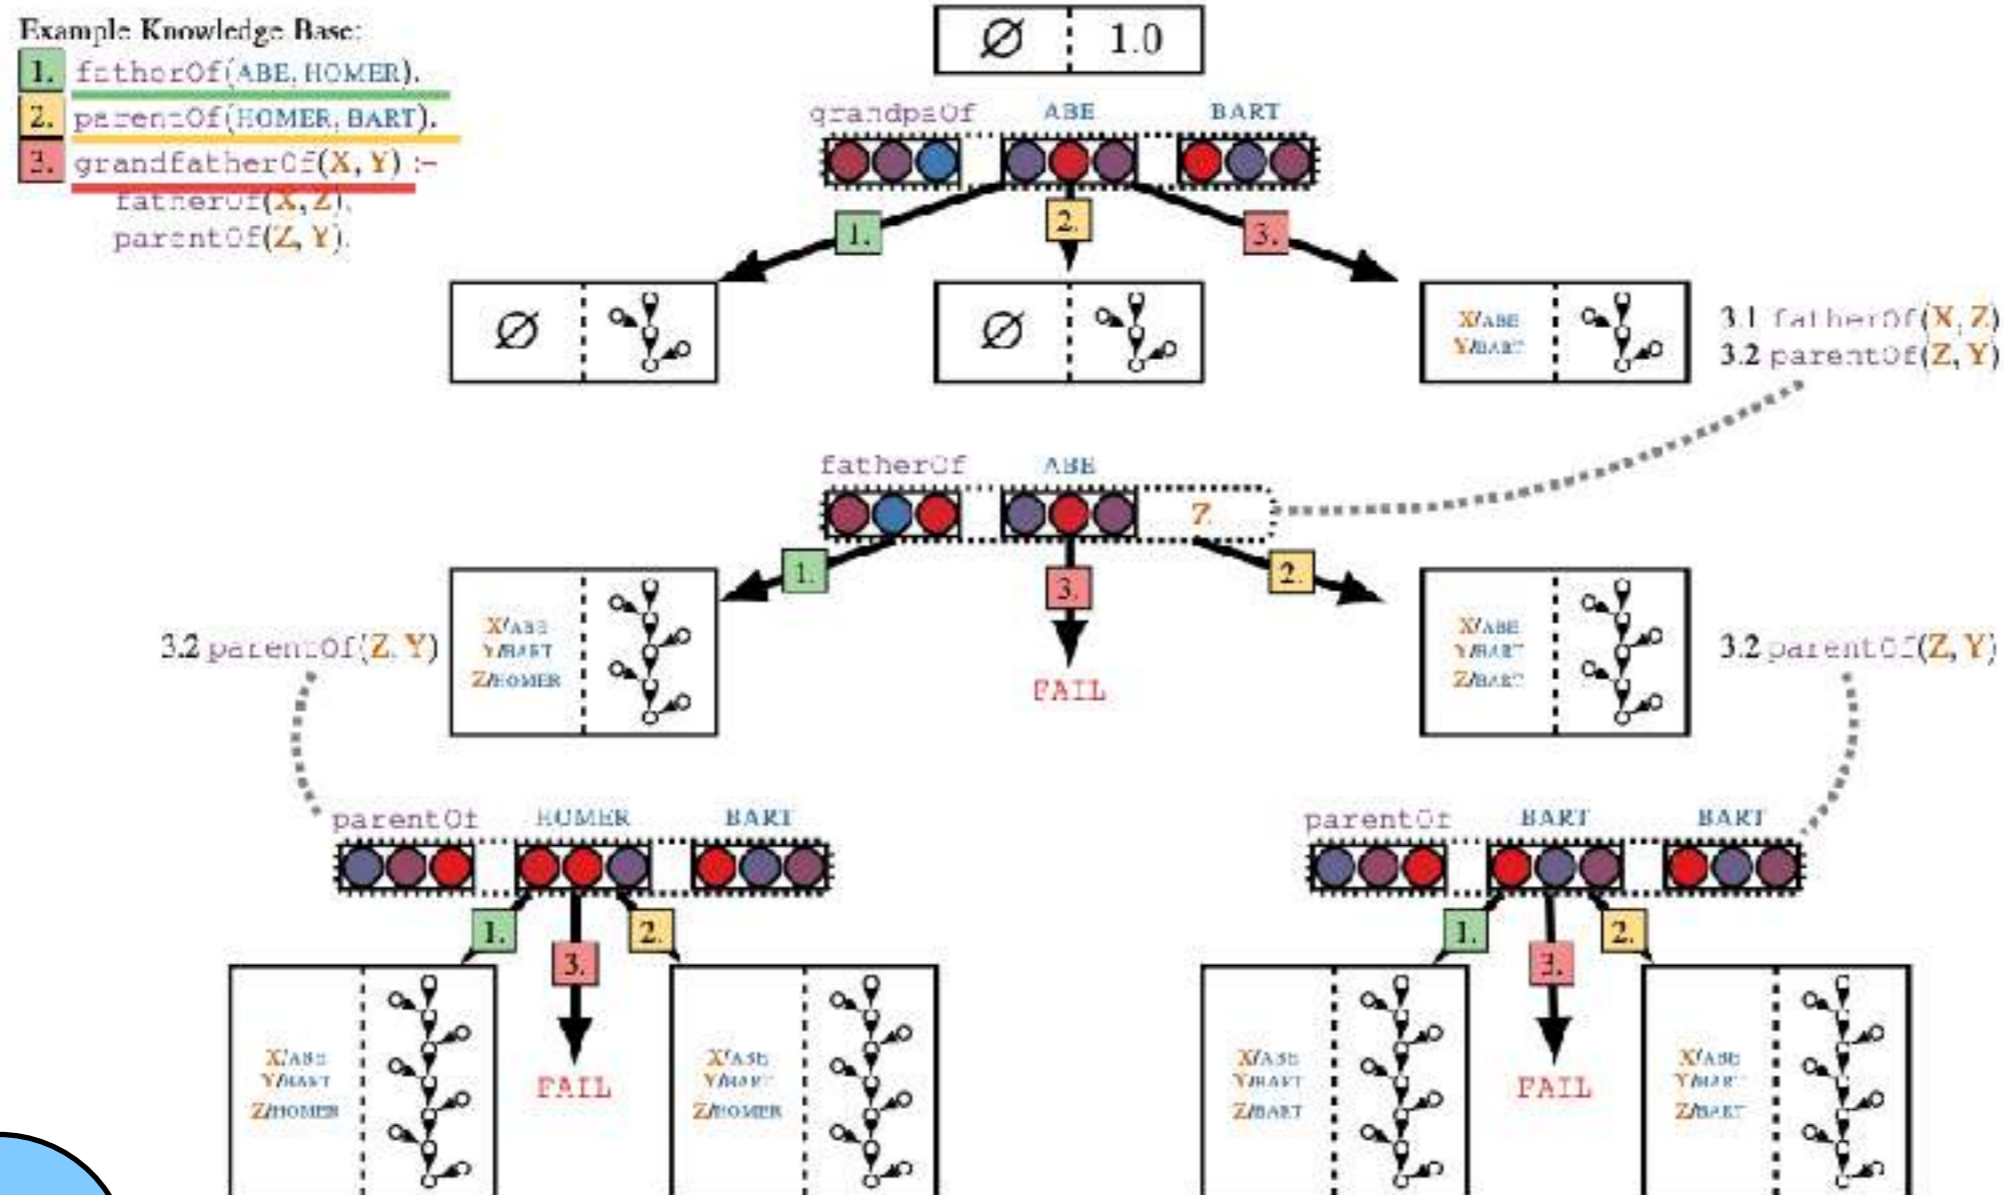 Example Knowledge Base:
1. fatherOf(ABE, HOMER).
2. parentOf(HOMER, BART).
3. grandfatherOf(X, Y) :–
fatherOf(X, Z),
parentOf(Z, Y).
∅ 1.0
grandpaOf ABE BART
1. 2. 3.
∅ ∅ X/ABE
Y/BART
3.1 fatherOf(X, Z)
3.2 parentOf(Z, Y)
fatherOf ABE Z
1. 3. 2.
3.2 parentOf(Z, Y)
X/ABE
Y/BART
Z/HOMER
FAIL
X/ABE
Y/BART
Z/BART
3.2 parentOf(Z, Y)
parentOf HOMER BART
1. 3. 2.
X/ABE
Y/BART
Z/HOMER
FAIL
X/ABE
Y/BART
Z/HOMER
parentOf BART BART
1. 3. 2.
X/ABE
Y/BART
Z/BART
FAIL
X/ABE
Y/BART
Z/BART